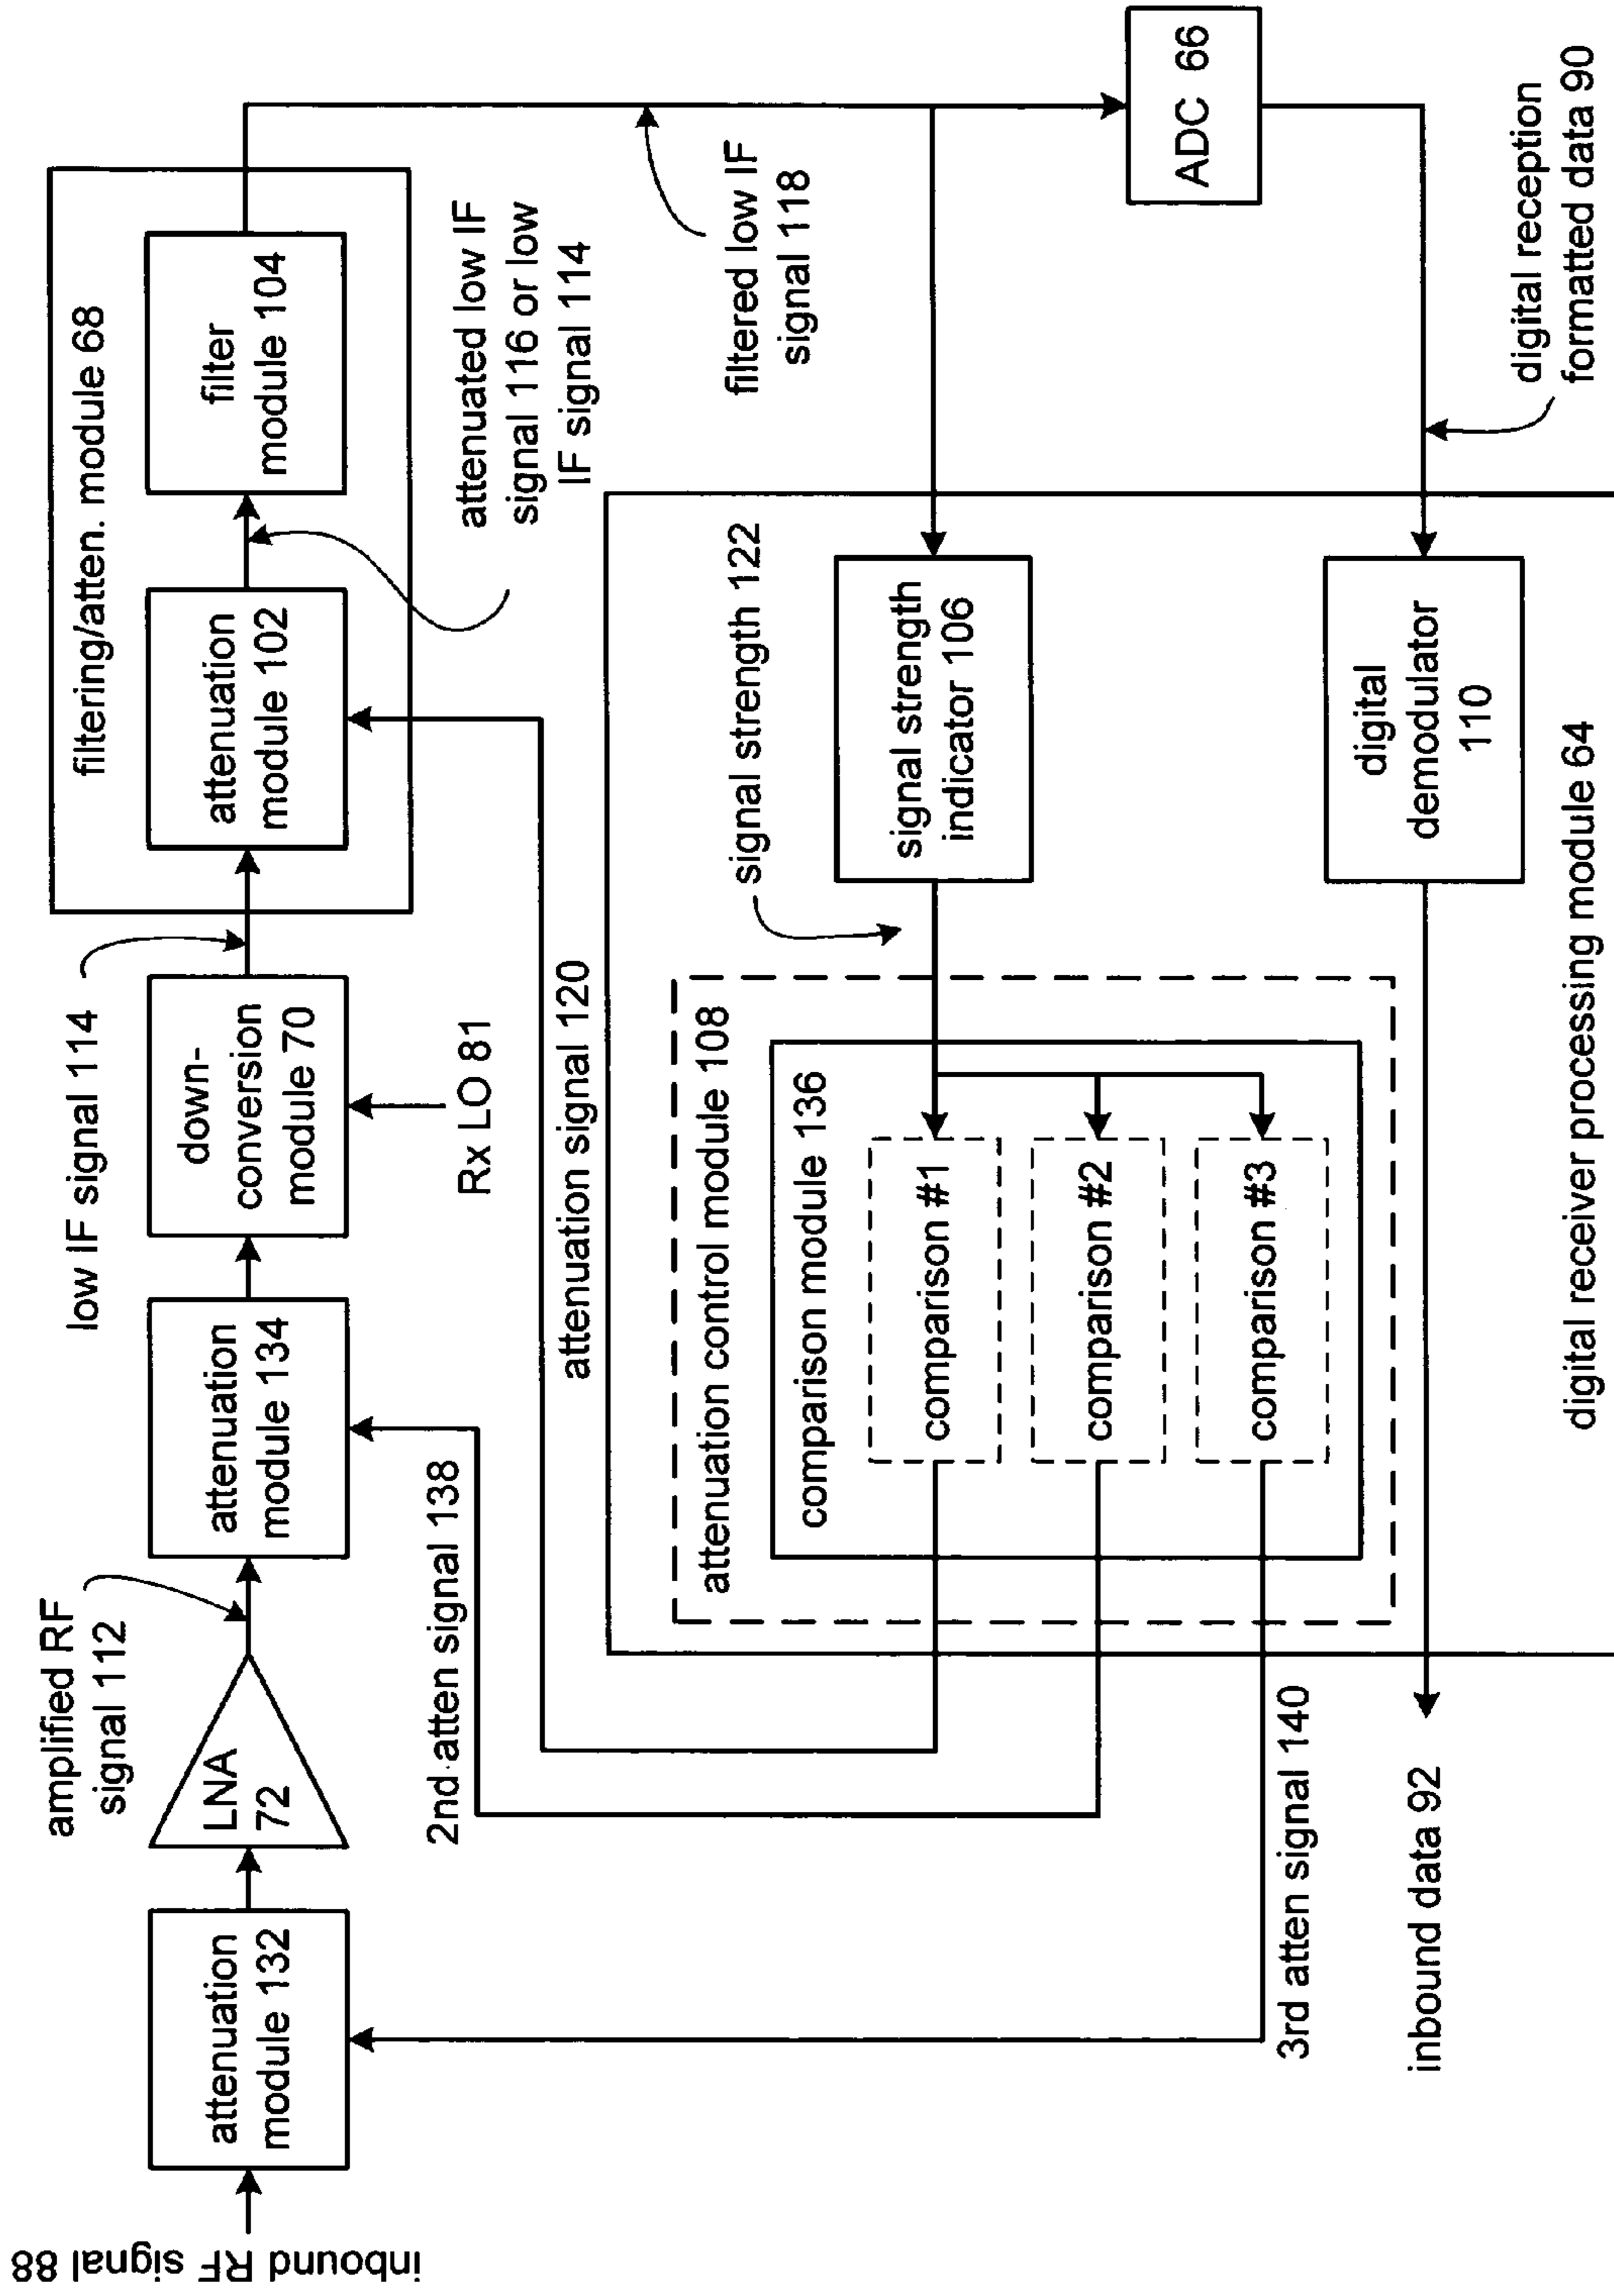 inbound RF signal 88
attenuation
module 132
LNA
72
amplified RF
signal 112
attenuation
module 134
down-
conversion
module 70
Rx LO 81
low IF signal 114
filtering/atten. module 68
attenuation
module 102
filter
module 104
attenuated low IF
signal 116 or low
IF signal 114
filtered low IF
signal 118
ADC 66
digital reception
formatted data 90
attenuation signal 120
2nd atten signal 138
3rd atten signal 140
attenuation control module 108
comparison module 136
comparison #1
comparison #2
comparison #3
signal strength 122
signal strength
indicator 106
digital
demodulator
110
digital receiver processing module 64
inbound data 92